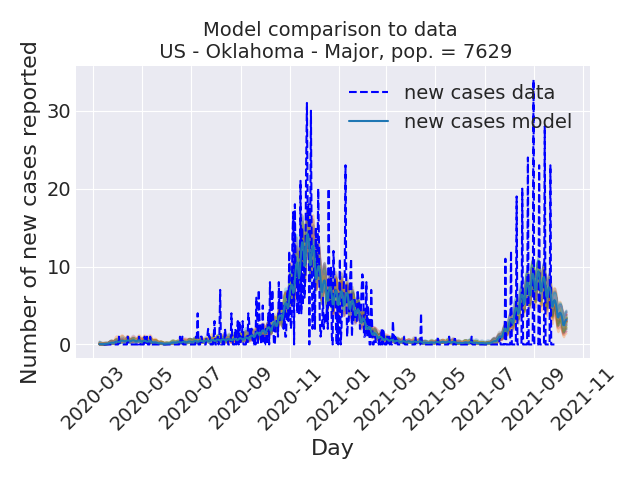 Model comparison to data
US - Oklahoma - Major, pop. = 7629
Number of new cases reported
30
20
10
0
new cases data
new cases model
2020-03
2020-05
2020-07
2020-09
2020-11
2021-01
2021-03
2021-05
2021-07
2021-09
2021-11
Day